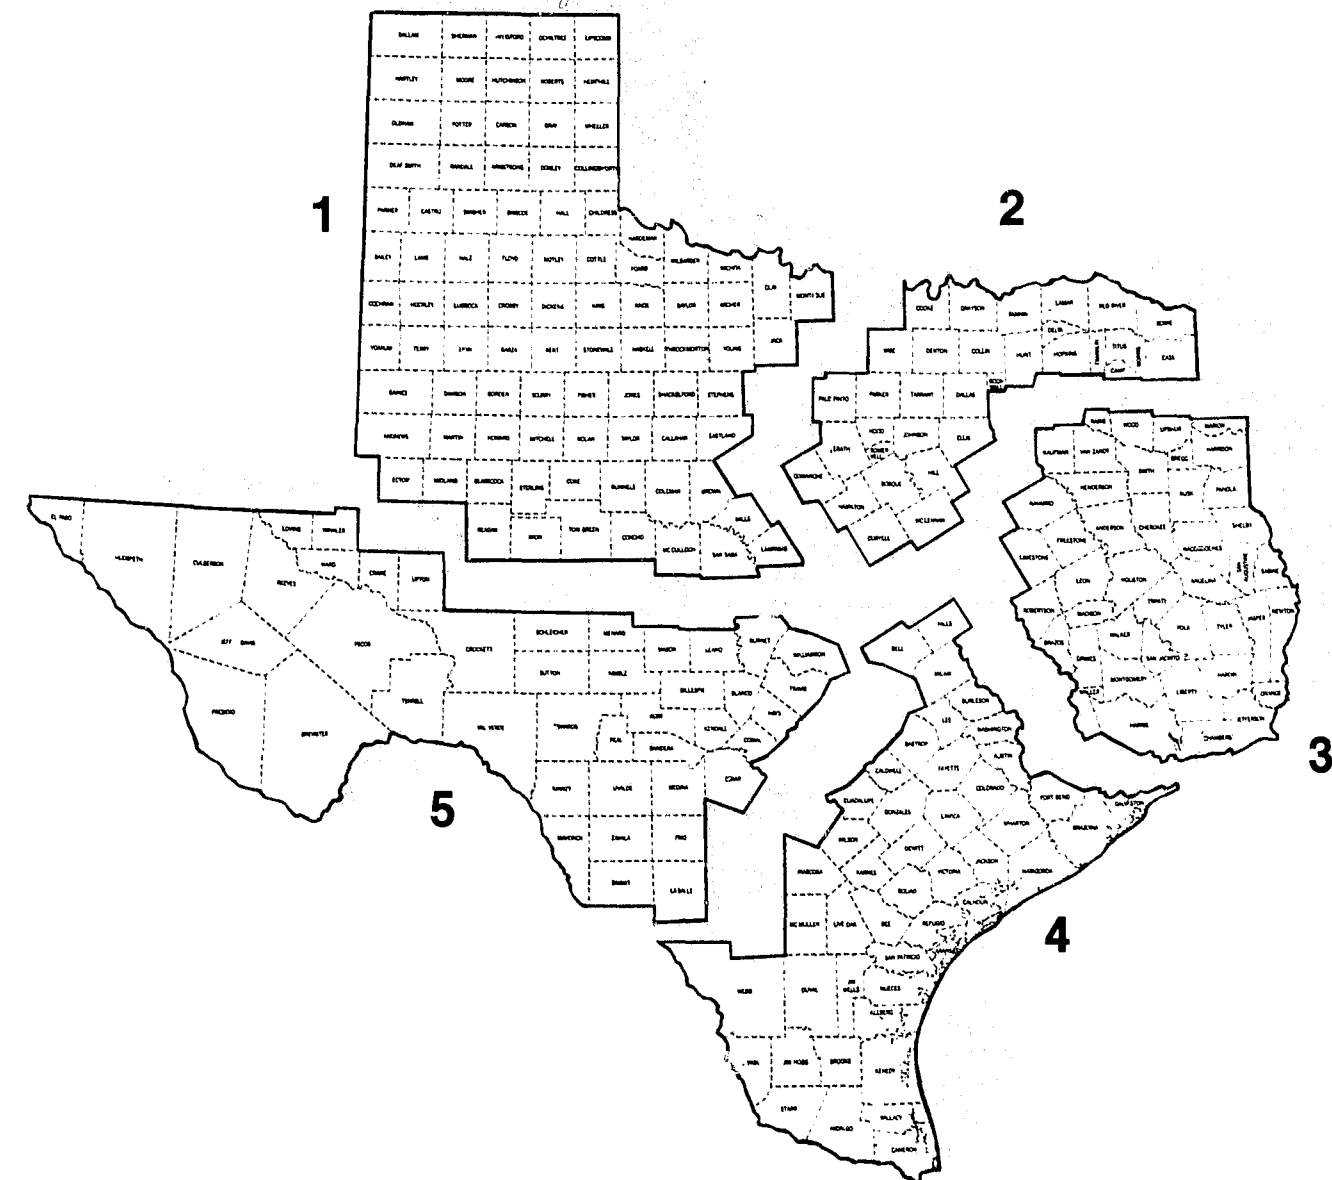 DALLAM SHERMAN HANSFORD OCHILTREE LIPSCOMB
HARTLEY MOORE HUTCHINSON ROBERTS HEMPHILL
OLDHAM POTTER CARSON GRAY WHEELER
DEAF SMITH RANDALL ARMSTRONG DONLEY COLLINGSWORTH
PARMER CASTRO SWISHER BRISCOE HALL CHILDRESS
HARDEMAN
BAILEY LAMB HALE FLOYD MOTLEY COTTLE
FOARD WILBARGER WICHITA
CLAY MONTAGUE
COCHRAN HOCKLEY LUBBOCK CROSBY DICKENS KING KNOX BAYLOR ARCHER
JACK
YOAKUM TERRY LYNN GARZA KENT STONEWALL HASKELL THROCKMORTON YOUNG
GAINES DAWSON BORDEN SCURRY FISHER JONES SHACKELFORD STEPHENS
ANDREWS MARTIN HOWARD MITCHELL NOLAN TAYLOR CALLAHAN EASTLAND
ECTOR MIDLAND GLASSCOCK STERLING COKE RUNNELS COLEMAN BROWN
REAGAN IRION TOM GREEN CONCHO MC CULLOCH SAN SABA MILLS LAMPASAS
1
2
COOKE GRAYSON FANNIN LAMAR RED RIVER BOWIE
DELTA
WISE DENTON COLLIN HUNT HOPKINS FRANKLIN TITUS MORRIS CASS
CAMP
ROCK WALL
PALO PINTO PARKER TARRANT DALLAS
ERATH HOOD JOHNSON ELLIS
SOMER VELL
COMANCHE BOSQUE HILL
HAMILTON MC LENNAN
CORYELL
RAINS WOOD UPSHUR MARION
KAUFMAN VAN ZANDT SMITH GREGG HARRISON
NAVARRO HENDERSON RUSK PANOLA
ANDERSON CHEROKEE SHELBY
LIMESTONE FREESTONE NACOGDOCHES SAN AUGUSTINE SABINE
LEON HOUSTON ANGELINA
ROBERTSON MADISON TRINITY NEWTON
BRAZOS WALKER POLK TYLER JASPER
GRIMES SAN JACINTO
WALLER MONTGOMERY LIBERTY HARDIN ORANGE
HARRIS JEFFERSON
CHAMBERS
3
EL PASO HUDSPETH CULBERSON LOVING WINKLER
REEVES WARD CRANE UPTON
JEFF DAVIS PECOS CROCKETT SCHLEICHER MENARD MASON LLANO BURNET WILLIAMSON
SUTTON KIMBLE GILLESPIE BLANCO TRAVIS
PRESIDIO BREWSTER TERRELL VAL VERDE EDWARDS REAL KERR KENDALL HAYS
BANDERA COMAL
KINNEY UVALDE MEDINA BEXAR
MAVERICK ZAVALA FRIO
DIMMIT LA SALLE
5
BELL FALLS
MILAM
BURLESON
LEE WASHINGTON
BASTROP AUSTIN
CALDWELL FAYETTE COLORADO
GUADALUPE GONZALES LAVACA WHARTON FORT BEND GALVESTON
WILSON DEWITT BRAZORIA
ATASCOSA KARNES VICTORIA JACKSON MATAGORDA
GOLIAD CALHOUN
MC MULLEN LIVE OAK BEE REFUGIO
SAN PATRICIO ARANSAS
WEBB DUVAL JIM WELLS NUECES
KLEBERG
ZAPATA JIM HOGG BROOKS KENEDY
STARR HIDALGO WILLACY
CAMERON
4